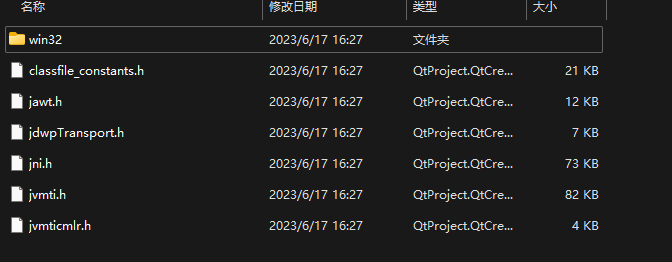 名称 修改日期 类型 大小
win32 2023/6/17 16:27 文件夹
classfile_constants.h 2023/6/17 16:27 QtProject.QtCre... 21 KB
jawt.h 2023/6/17 16:27 QtProject.QtCre... 12 KB
jdwpTransport.h 2023/6/17 16:27 QtProject.QtCre... 7 KB
jni.h 2023/6/17 16:27 QtProject.QtCre... 73 KB
jvmti.h 2023/6/17 16:27 QtProject.QtCre... 82 KB
jvmticmlr.h 2023/6/17 16:27 QtProject.QtCre... 4 KB